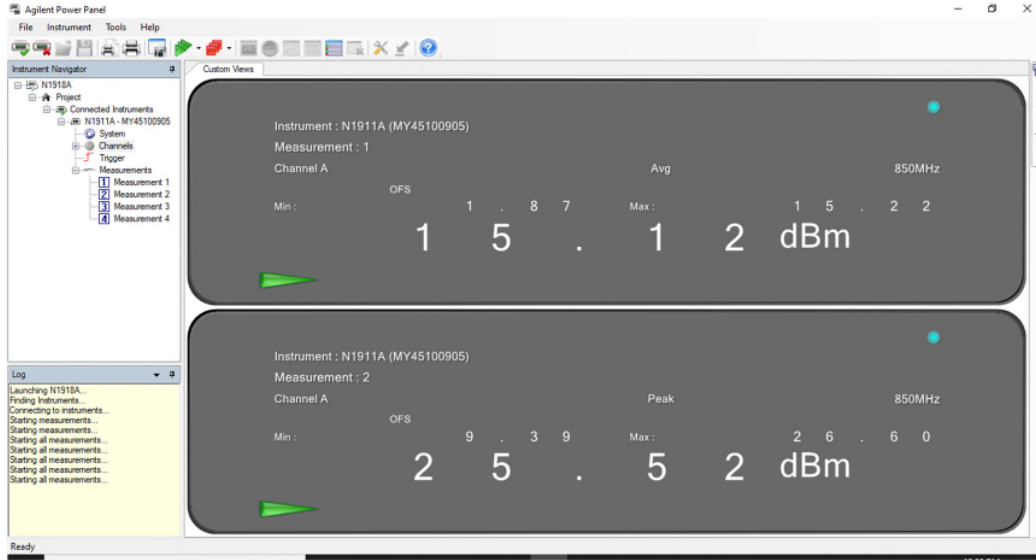 Agilent Power Panel
File Instrument Tools Help
Instrument Navigator
N1918A
Project
Connected Instruments
N1911A - MY45100905
System
Channels
Trigger
Measurements
1 Measurement 1
2 Measurement 2
3 Measurement 3
4 Measurement 4
Log
Launching N1918A...
Finding Instruments...
Connecting to instruments...
Starting measurements...
Starting measurements...
Starting all measurements...
Starting all measurements...
Starting all measurements...
Starting all measurements...
Starting all measurements...
Custom Views
Instrument : N1911A (MY45100905)
Measurement : 1
Channel A Avg 850MHz
OFS
Min : 1 . 8 7 Max : 1 5 . 2 2
1 5 . 1 2 dBm
Instrument : N1911A (MY45100905)
Measurement : 2
Channel A Peak 850MHz
OFS
Min : 9 . 3 9 Max : 2 6 . 6 0
2 5 . 5 2 dBm
Ready